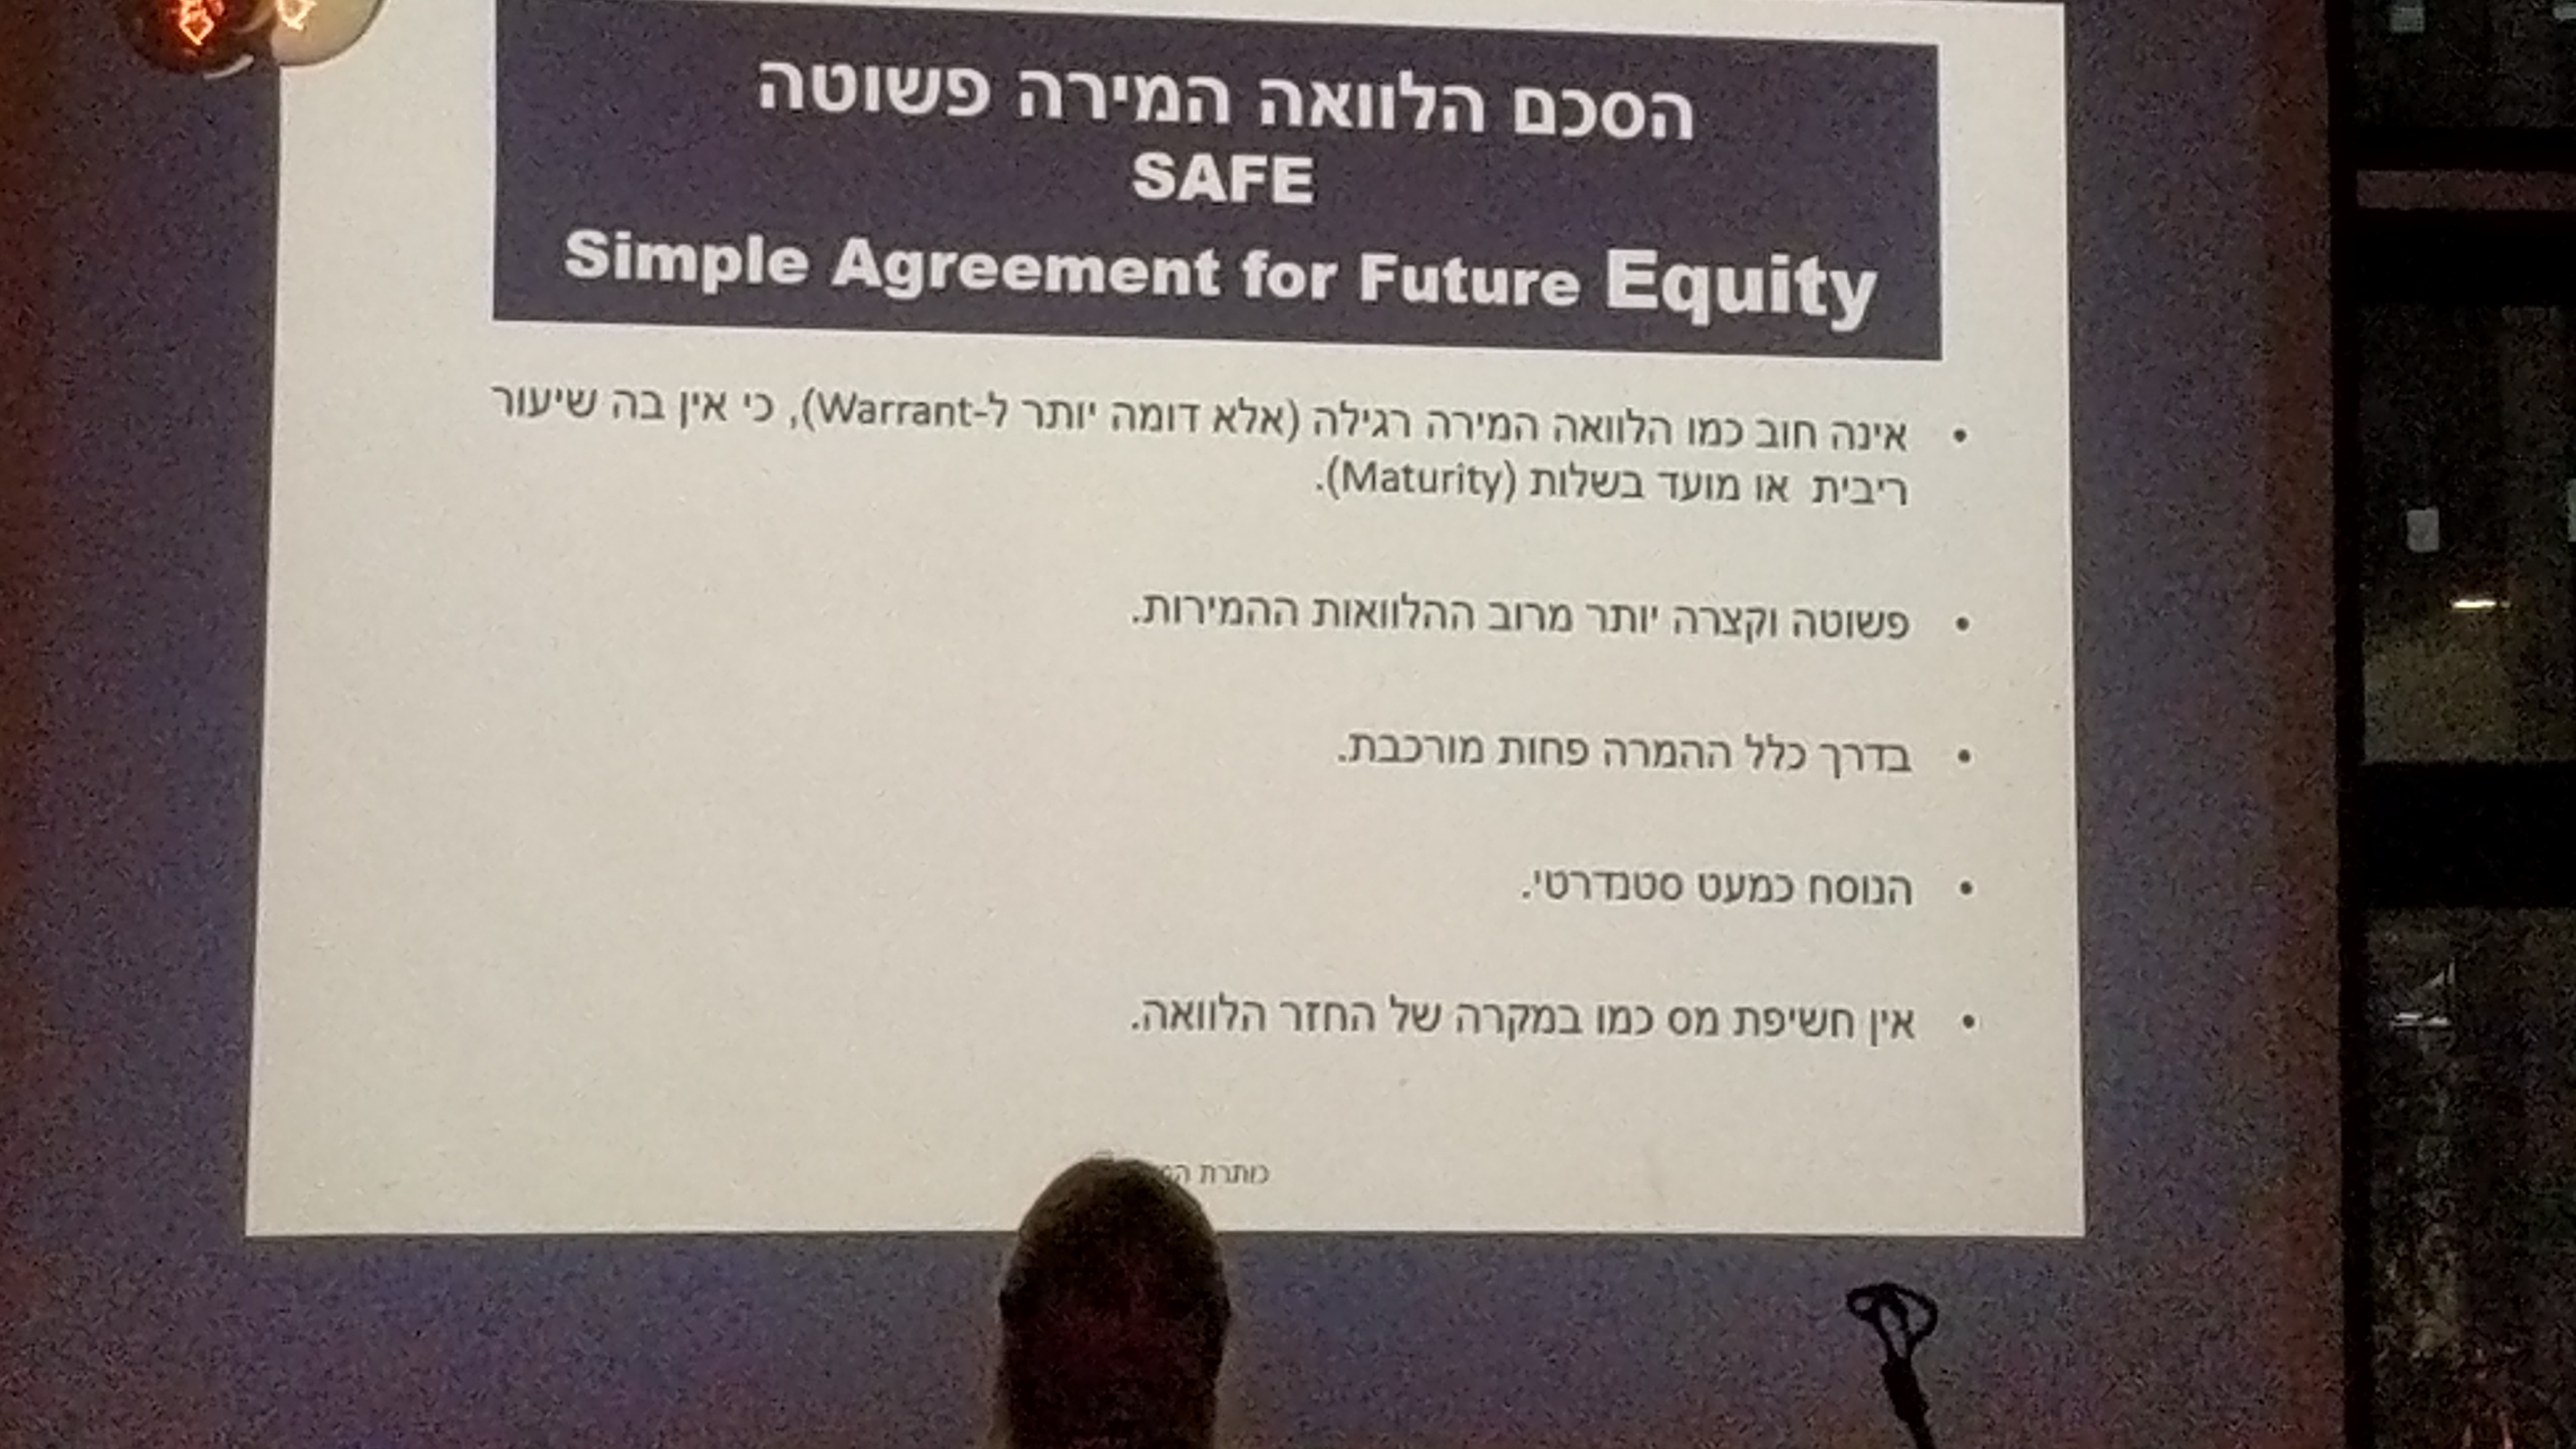 הסכם הלוואה המירה פשוטה
SAFE
Simple Agreement for Future Equity
• אינה חוב כמו הלוואה המירה רגילה (אלא דומה יותר ל-Warrant), כי אין בה שיעור
ריבית או מועד בשלות (Maturity).
• פשוטה וקצרה יותר מרוב ההלוואות ההמירות.
• בדרך כלל ההמרה פחות מורכבת.
• הנוסח כמעט סטנדרטי.
• אין חשיפת מס כמו במקרה של החזר הלוואה.
כותרת